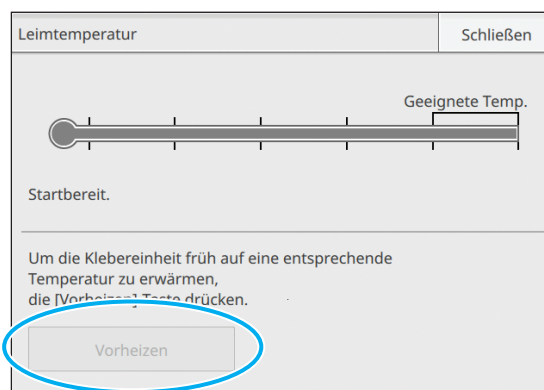 Leimtemperatur
Schließen
Geeignete Temp.
Startbereit.
Um die Klebereinheit früh auf eine entsprechende
Temperatur zu erwärmen,
die [Vorheizen]-Taste drücken.
Vorheizen